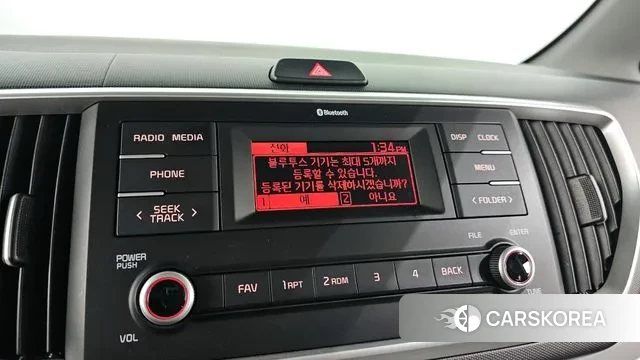 Bluetooth
RADIO MEDIA
PHONE
< SEEK TRACK >
POWER PUSH
VOL
전화 1:34 PM
블루투스 기기는 최대 5개까지
등록할 수 있습니다.
등록된 기기를 삭제하시겠습니까?
1 예 2 아니요
DISP CLOCK
MENU
< FOLDER >
FILE ENTER
TUNE
FAV 1 RPT 2 RDM 3 4 BACK
CARSKOREA